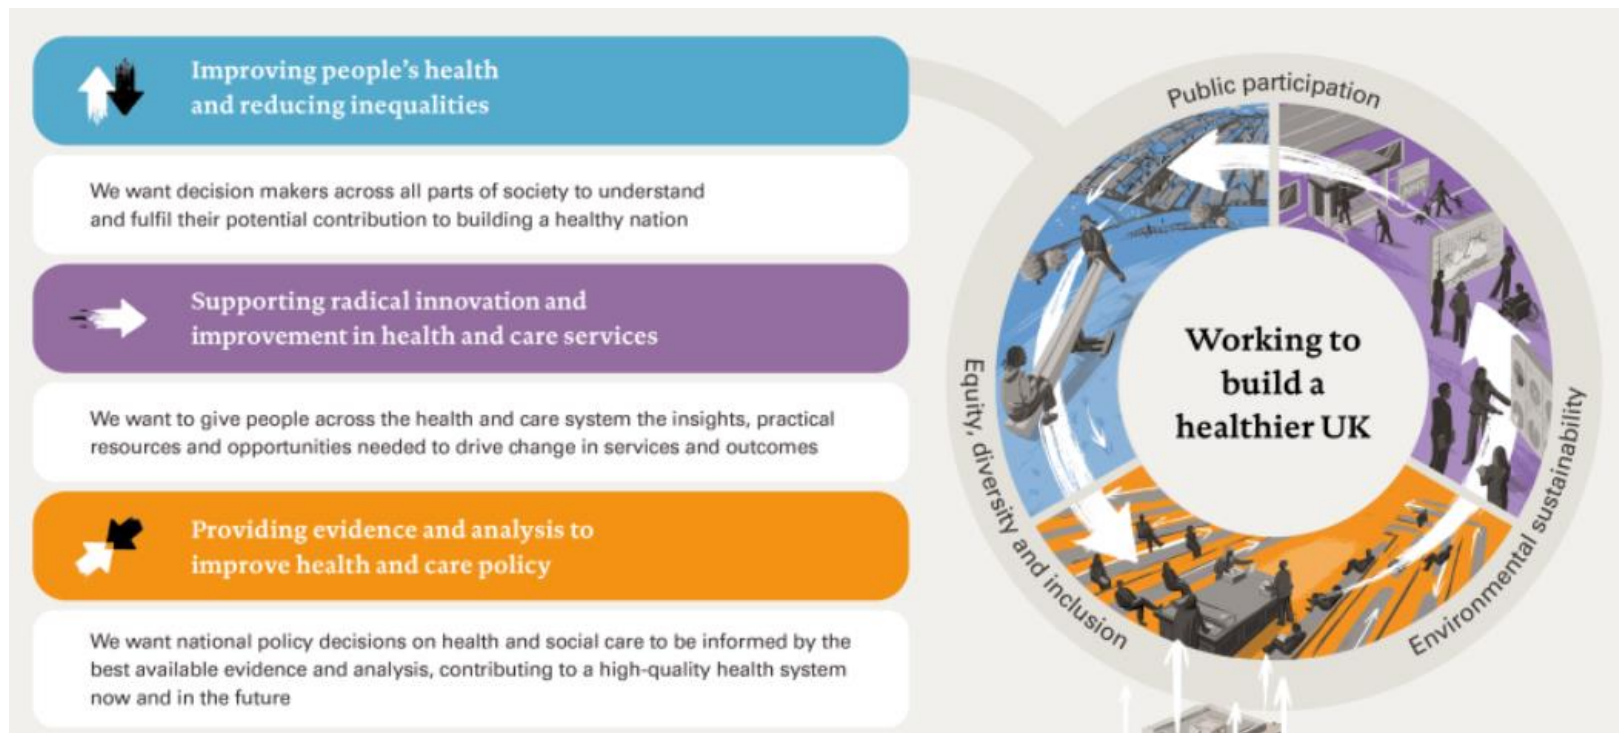 Improving people's health
and reducing inequalities
We want decision makers across all parts of society to understand
and fulfil their potential contribution to building a healthy nation
Supporting radical innovation and
improvement in health and care services
We want to give people across the health and care system the insights, practical
resources and opportunities needed to drive change in services and outcomes
Providing evidence and analysis to
improve health and care policy
We want national policy decisions on health and social care to be informed by the
best available evidence and analysis, contributing to a high-quality health system
now and in the future
Public participation
Equity, diversity and inclusion
Environmental sustainability
Working to
build a
healthier UK